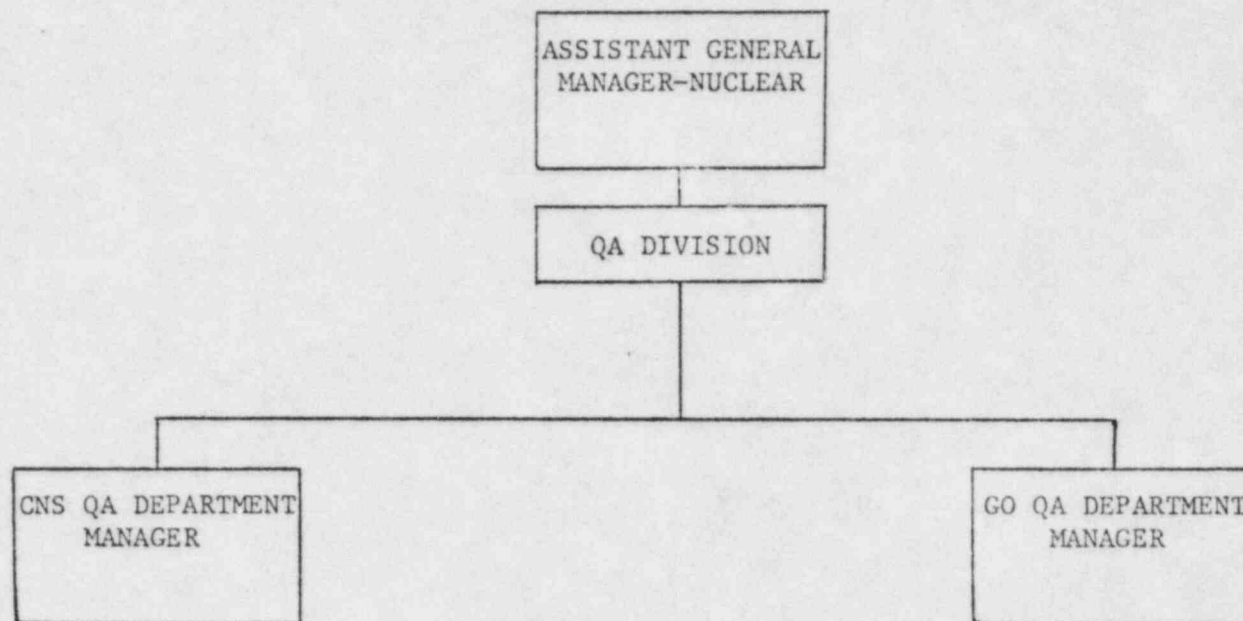 ASSISTANT GENERAL
MANAGER-NUCLEAR
QA DIVISION
CNS QA DEPARTMENT
MANAGER
GO QA DEPARTMENT
MANAGER